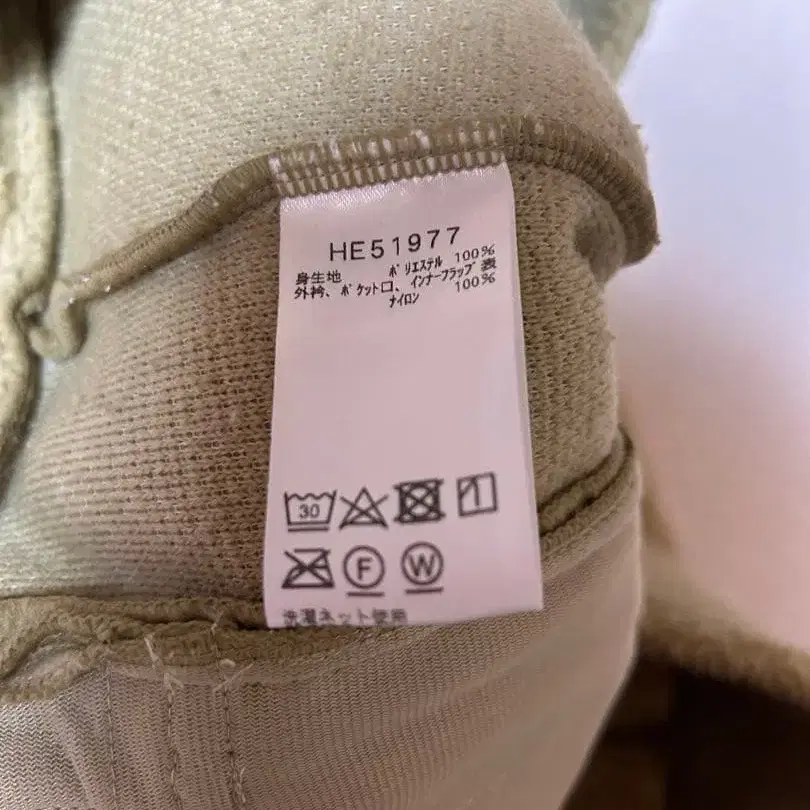 HE51977
身生地 ポリエステル 100%
外衿、ポケット口、インナーフラップ表
ナイロン 100%
30
F W
洗濯ネット使用